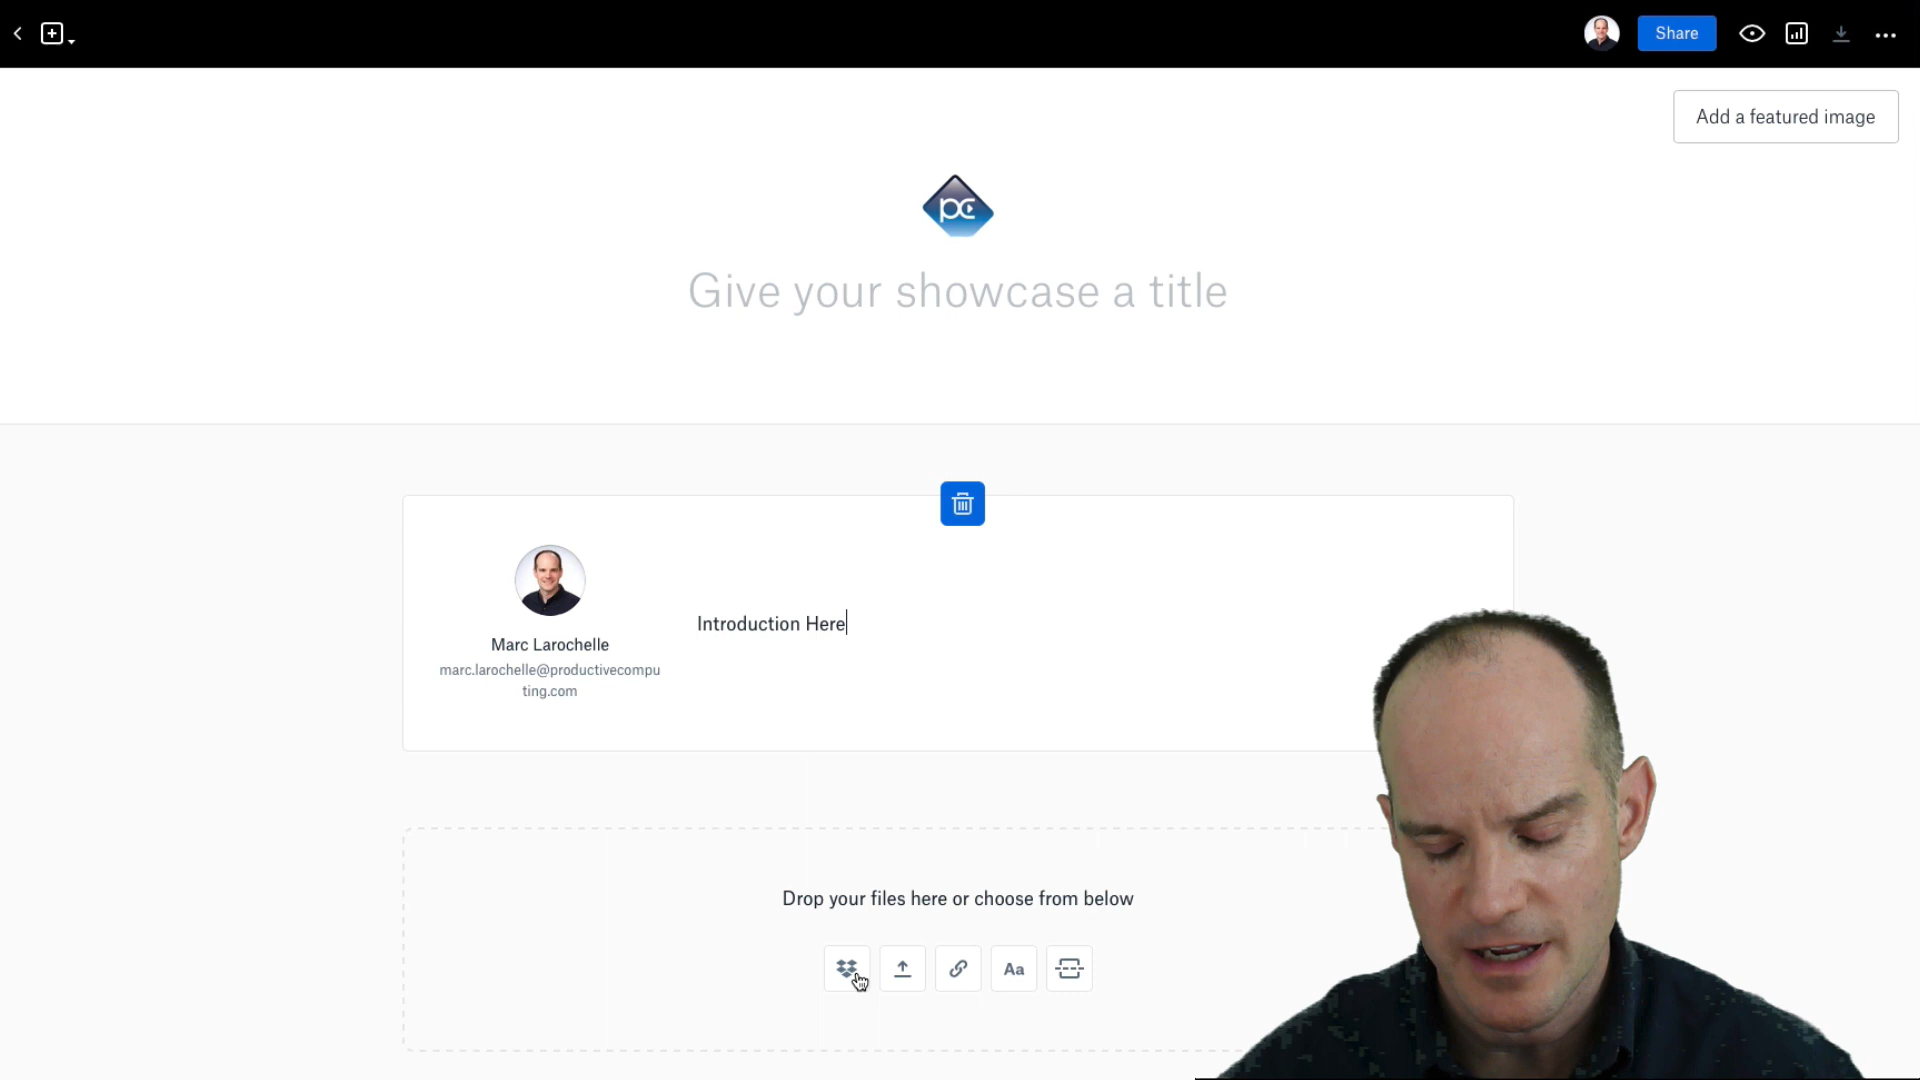 Share
Add a featured image
pc
Give your showcase a title
Introduction Here
Marc Larochelle
marc.larochelle@productivecompu
ting.com
Drop your files here or choose from below
Aa